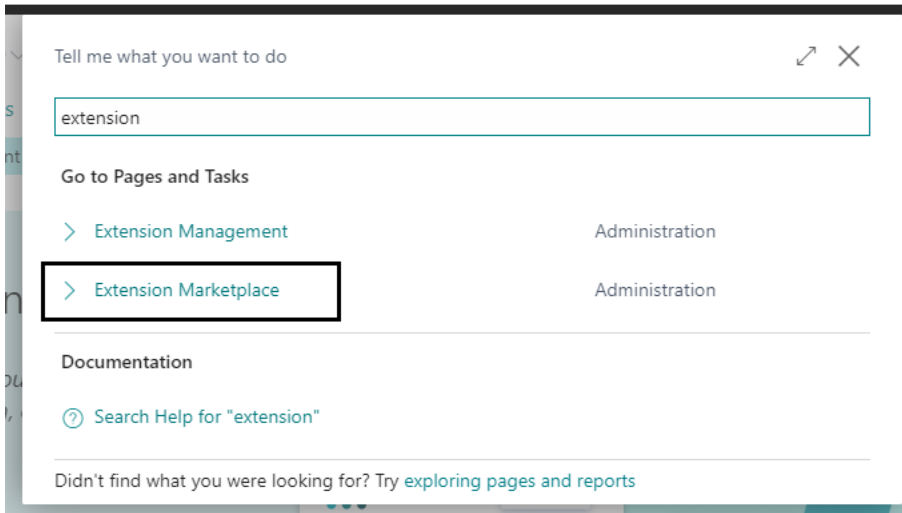 Tell me what you want to do
extension
Go to Pages and Tasks
Extension Management Administration
Extension Marketplace Administration
Documentation
Search Help for "extension"
Didn't find what you were looking for? Try exploring pages and reports